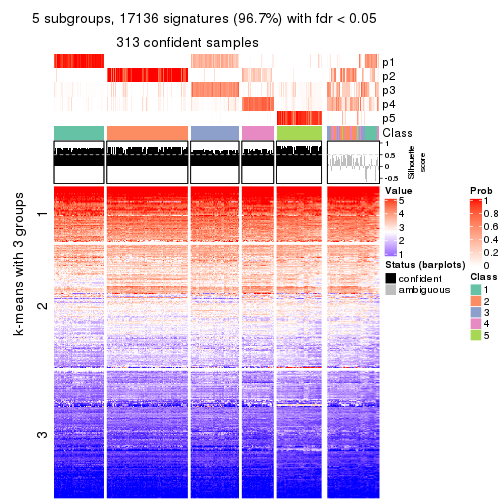 5 subgroups, 17136 signatures (96.7%) with fdr < 0.05
313 confident samples
p1
p2
p3
p4
p5
Class
1
0.5
0
-0.5
Silhouette
score
k-means with 3 groups
1
2
3
Value
5
4
3
2
1
Status (barplots)
confident
ambiguous
Prob
1
0.8
0.6
0.4
0.2
0
Class
1
2
3
4
5